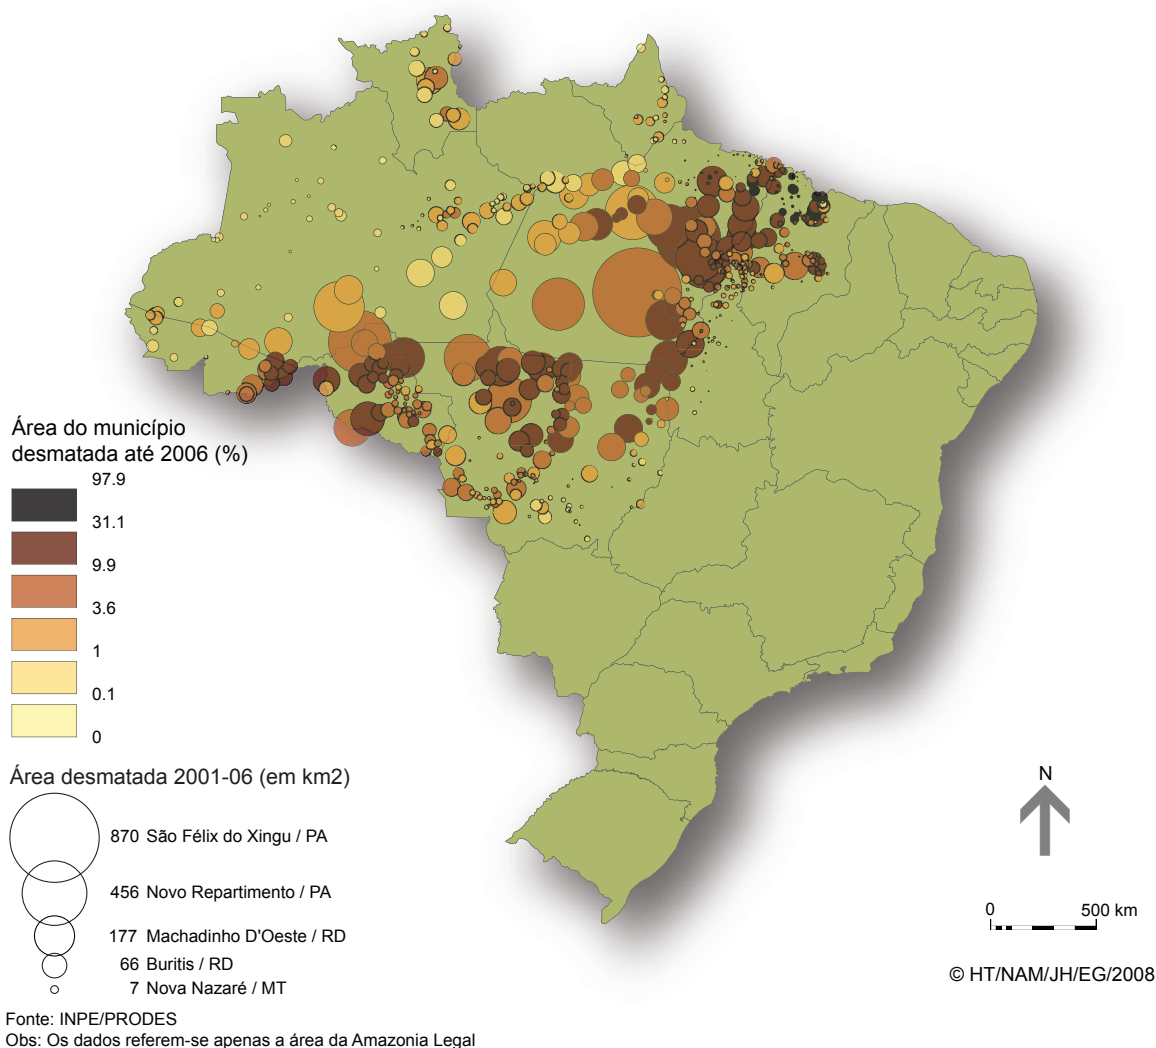 Área do município
desmatada até 2006 (%)
97.9
31.1
9.9
3.6
1
0.1
0
Área desmatada 2001-06 (em km2)
870 São Félix do Xingu / PA
456 Novo Repartimento / PA
177 Machadinho D'Oeste / RD
66 Buritis / RD
7 Nova Nazaré / MT
Fonte: INPE/PRODES
Obs: Os dados referem-se apenas a área da Amazonia Legal
N
0 500 km
© HT/NAM/JH/EG/2008